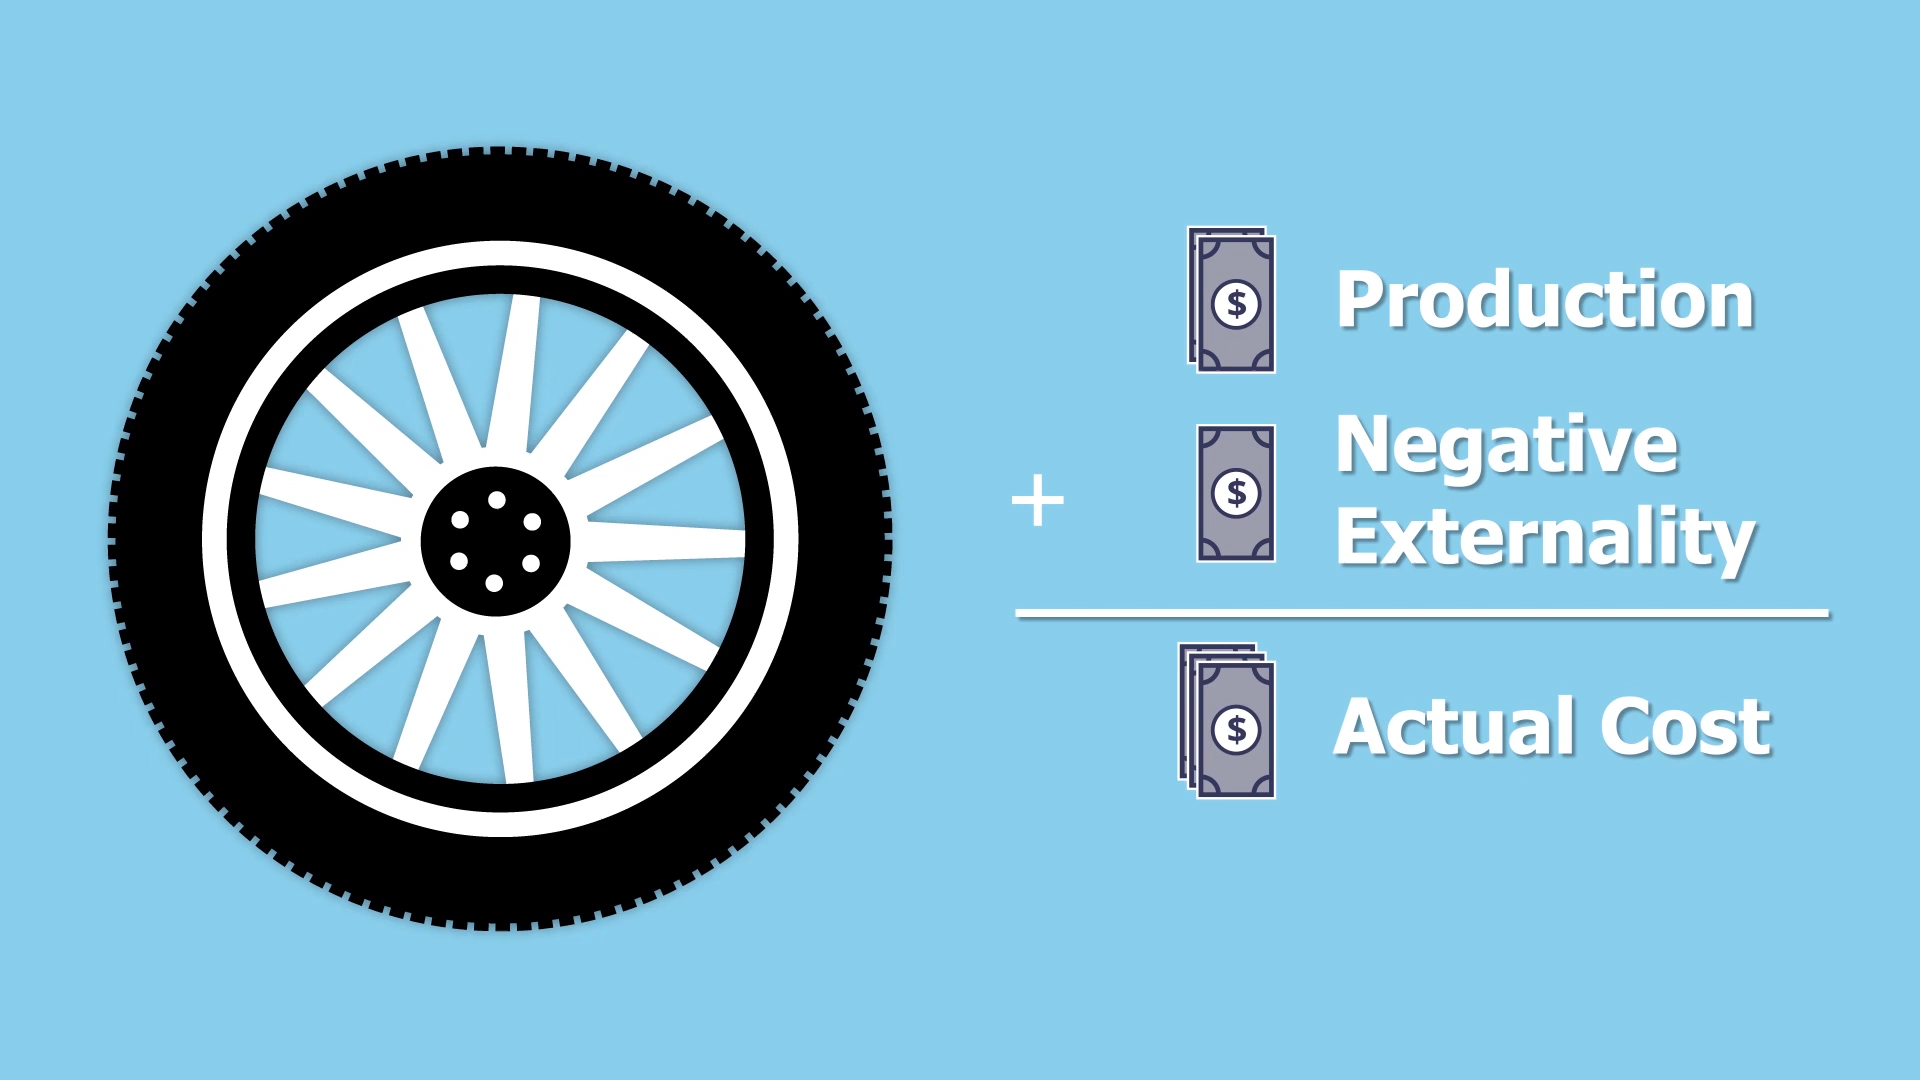 $
Production
+
$
Negative
Externality
$
Actual Cost